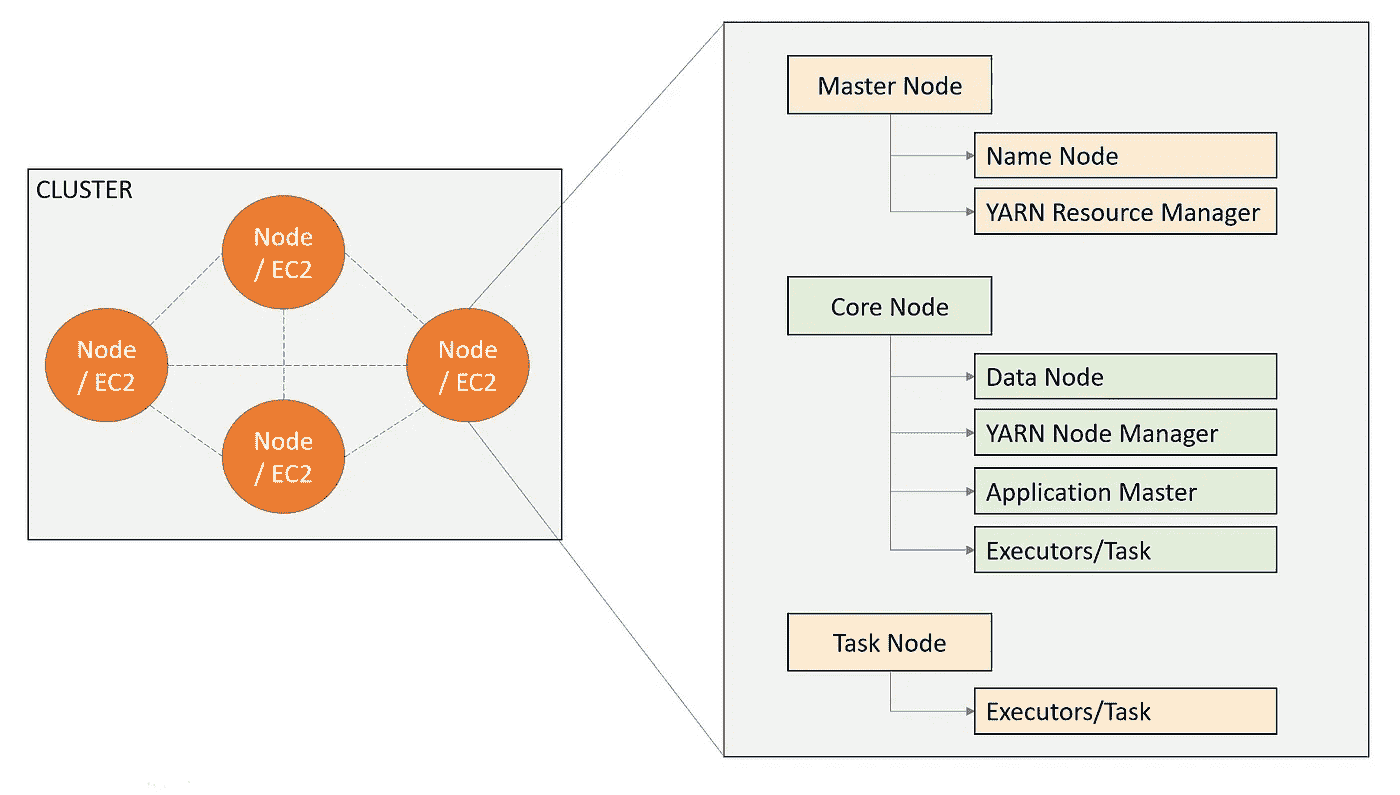 CLUSTER
Node
/ EC2
Node
/ EC2
Node
/ EC2
Node
/ EC2
Master Node
Name Node
YARN Resource Manager
Core Node
Data Node
YARN Node Manager
Application Master
Executors/Task
Task Node
Executors/Task